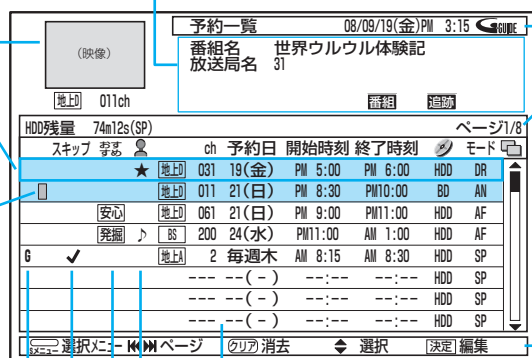 予約一覧 08/09/19(金)PM 3:15 GGUIDE
(映像)
番組名 世界ウルウル体験記
放送局名 31
地上D 011ch
番組 追跡
HDD残量 74m12s(SP) ページ1/8
スキップ おすすめ ch 予約日 開始時刻 終了時刻 モード
★ 地上D 031 19(金) PM 5:00 PM 6:00 HDD DR
地上D 011 21(日) PM 8:30 PM10:00 BD AN
安心 地上D 061 21(日) PM 9:00 PM11:00 HDD AF
発掘 ♪ BS 200 24(水) PM11:00 AM 1:00 HDD AF
G ✓ 地上A 2 毎週木 AM 8:15 AM 8:30 HDD SP
--- --(-) --:-- --:-- HDD SP
--- --(-) --:-- --:-- HDD SP
--- --(-) --:-- --:-- HDD SP
Sメニュー 選択メニュー ページ クリア 消去 選択 決定 編集